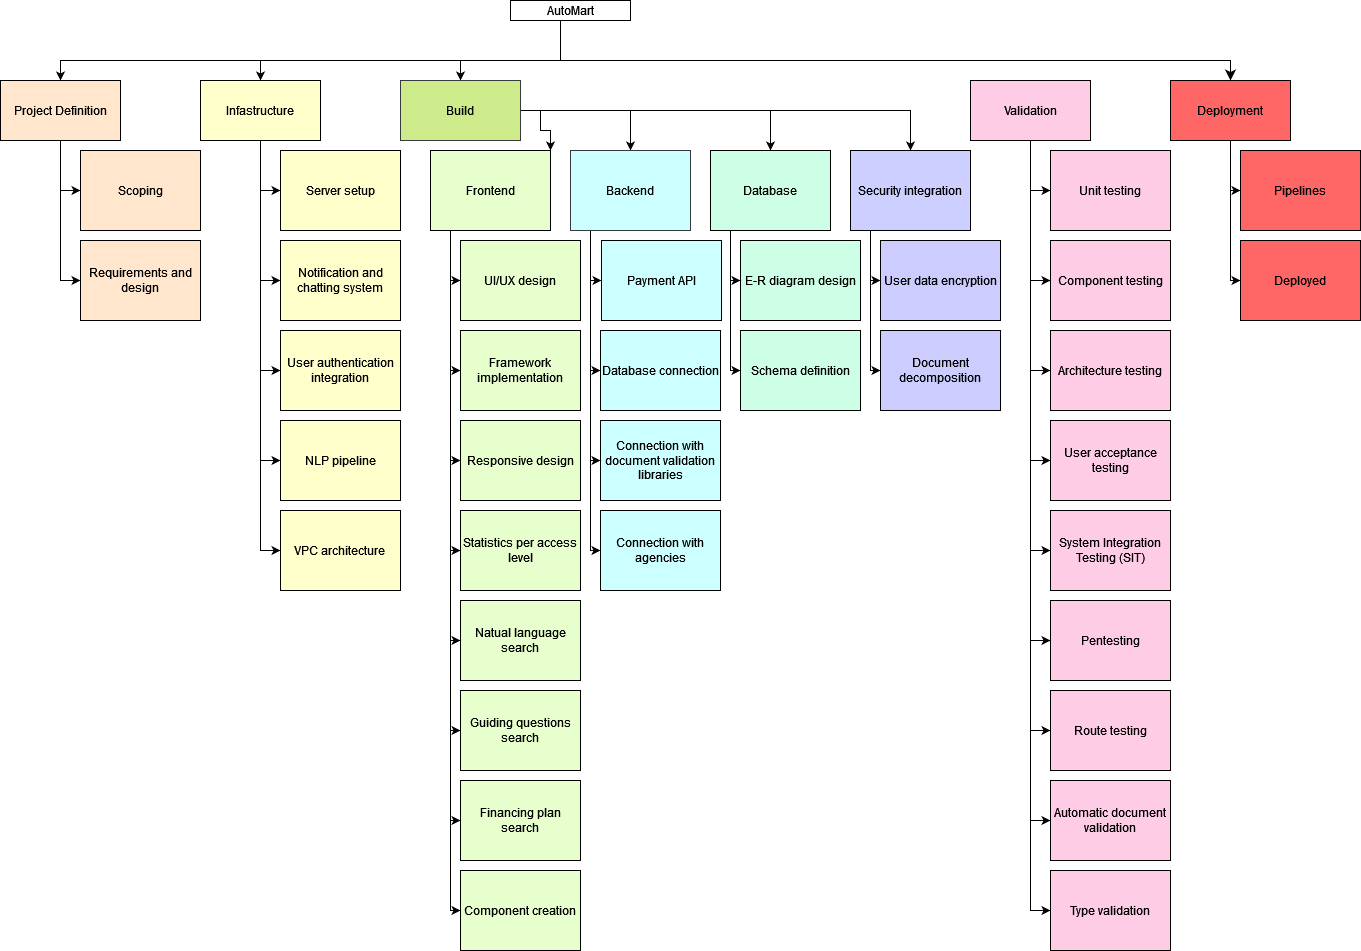 AutoMart
Project Definition
Infastructure
Build
Validation
Deployment
Scoping
Requirements and
design
Server setup
Notification and
chatting system
User authentication
integration
NLP pipeline
VPC architecture
Frontend
UI/UX design
Framework
implementation
Responsive design
Statistics per access
level
Natual language
search
Guiding questions
search
Financing plan
search
Component creation
Backend
Payment API
Database connection
Connection with
document validation
libraries
Connection with
agencies
Database
E-R diagram design
Schema definition
Security integration
User data encryption
Document
decomposition
Unit testing
Component testing
Architecture testing
User acceptance
testing
System Integration
Testing (SIT)
Pentesting
Route testing
Automatic document
validation
Type validation
Pipelines
Deployed